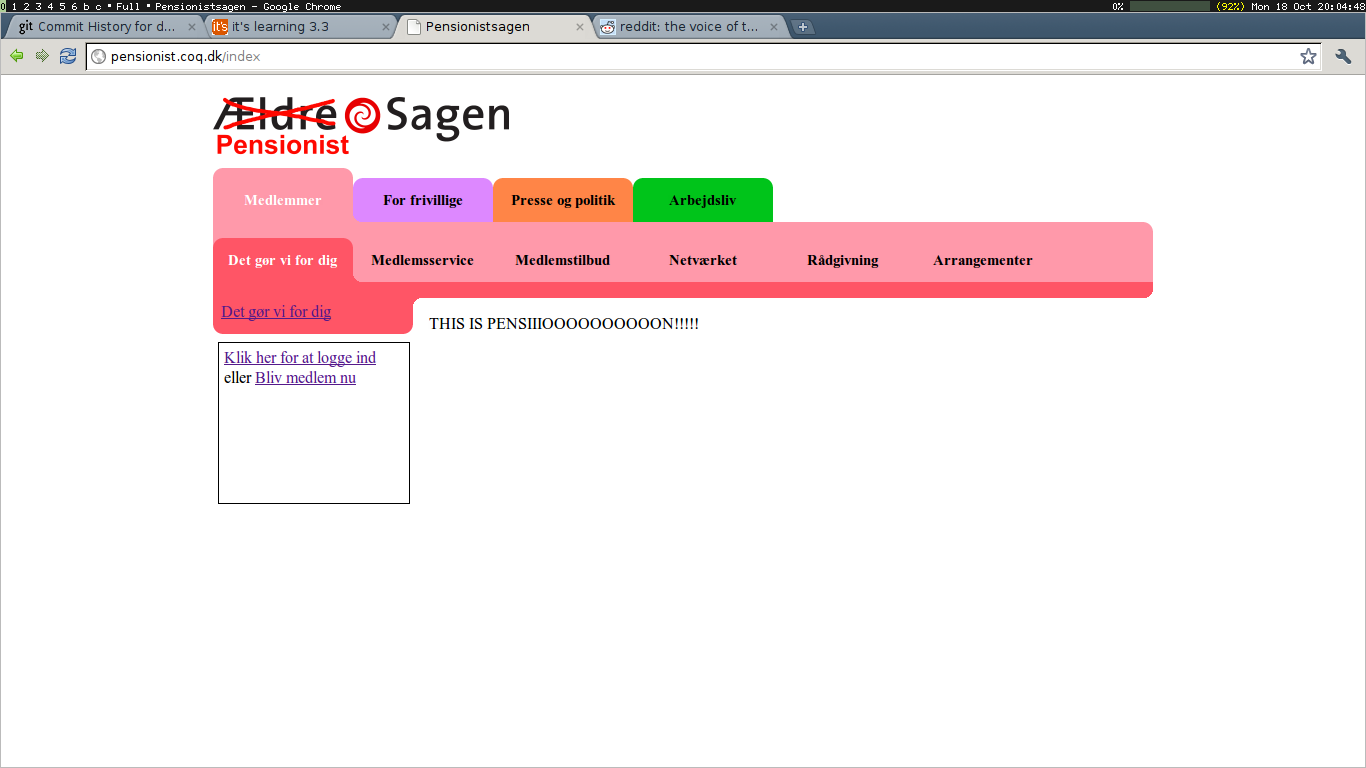 0 1 2 3 4 5 6 b c • Full • Pensionistsagen - Google Chrome 0% (92%) Mon 18 Oct 20:04:48
git Commit History for d... it's it's learning 3.3 Pensionistsagen reddit: the voice of t...
pensionist.coq.dk/index
Ældre Sagen
Pensionist
Medlemmer For frivillige Presse og politik Arbejdsliv
Det gør vi for dig Medlemsservice Medlemstilbud Netværket Rådgivning Arrangementer
Det gør vi for dig
THIS IS PENSIIIOOOOOOOOOON!!!!!
Klik her for at logge ind
eller Bliv medlem nu